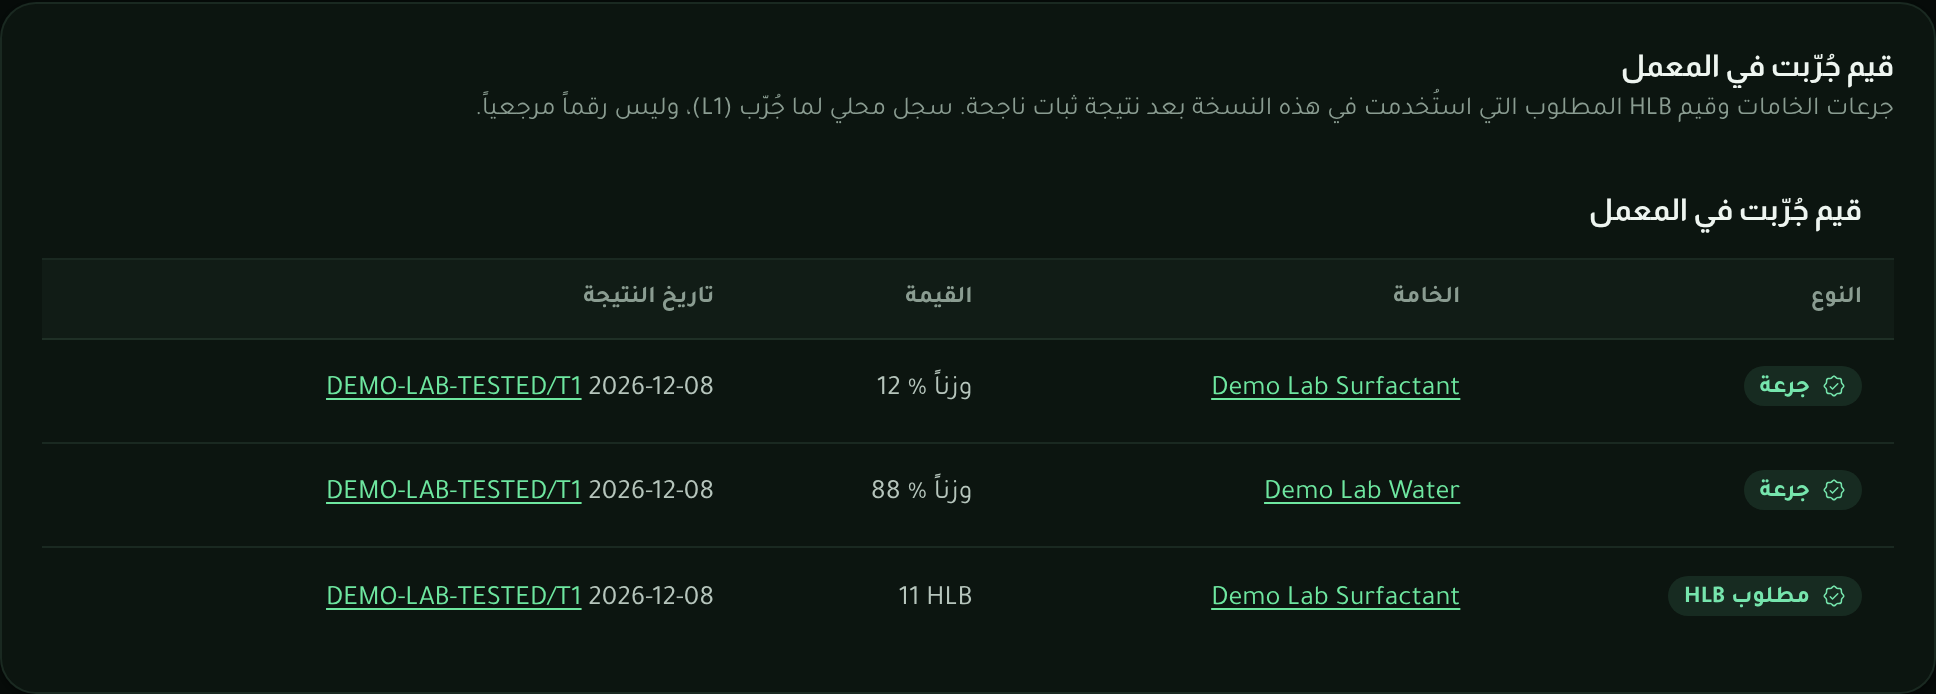 قيم جُرّبت في المعمل
جرعات الخامات وقيم HLB المطلوب التي استُخدمت في هذه النسخة بعد نتيجة ثبات ناجحة. سجل محلي لما جُرّب (L1)، وليس رقماً مرجعياً.
قيم جُرّبت في المعمل
النوع الخامة القيمة تاريخ النتيجة
جرعة Demo Lab Surfactant 12 % وزناً 2026-12-08 DEMO-LAB-TESTED/T1
جرعة Demo Lab Water 88 % وزناً 2026-12-08 DEMO-LAB-TESTED/T1
مطلوب HLB Demo Lab Surfactant 11 HLB 2026-12-08 DEMO-LAB-TESTED/T1